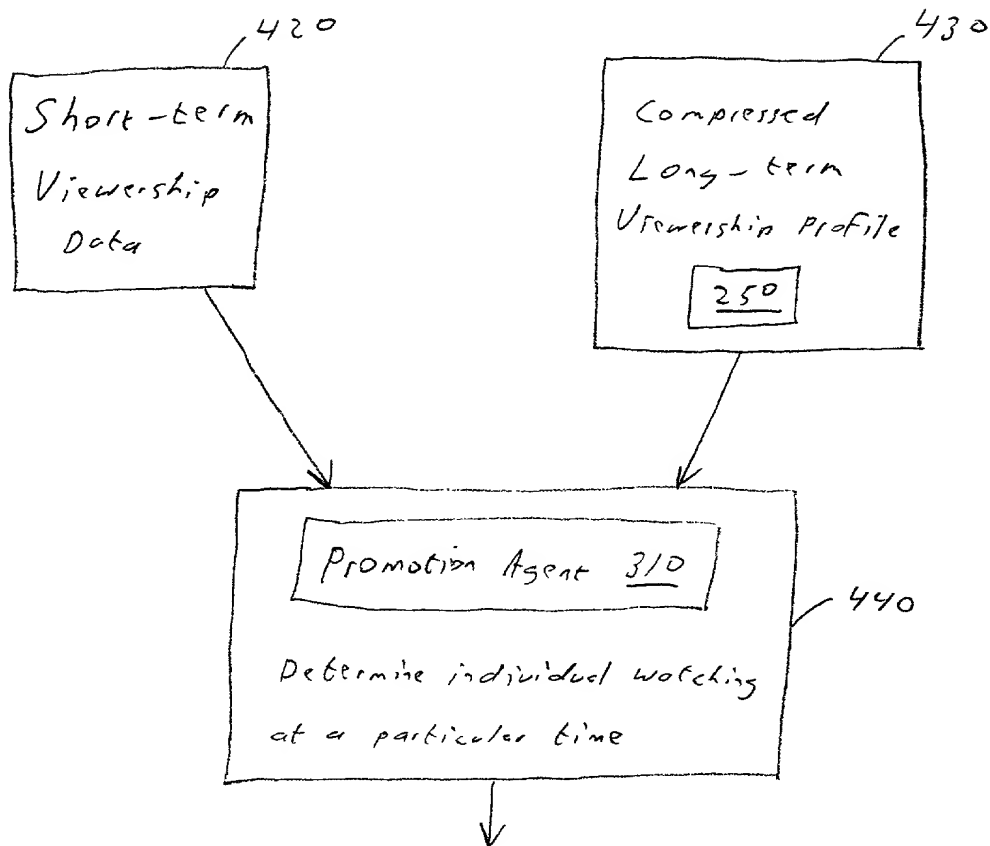 420
Short-term
Viewership
Data
430
Compressed
Long-term
Viewership Profile
250
Promotion Agent 310
440
Determine individual watching
at a particular time